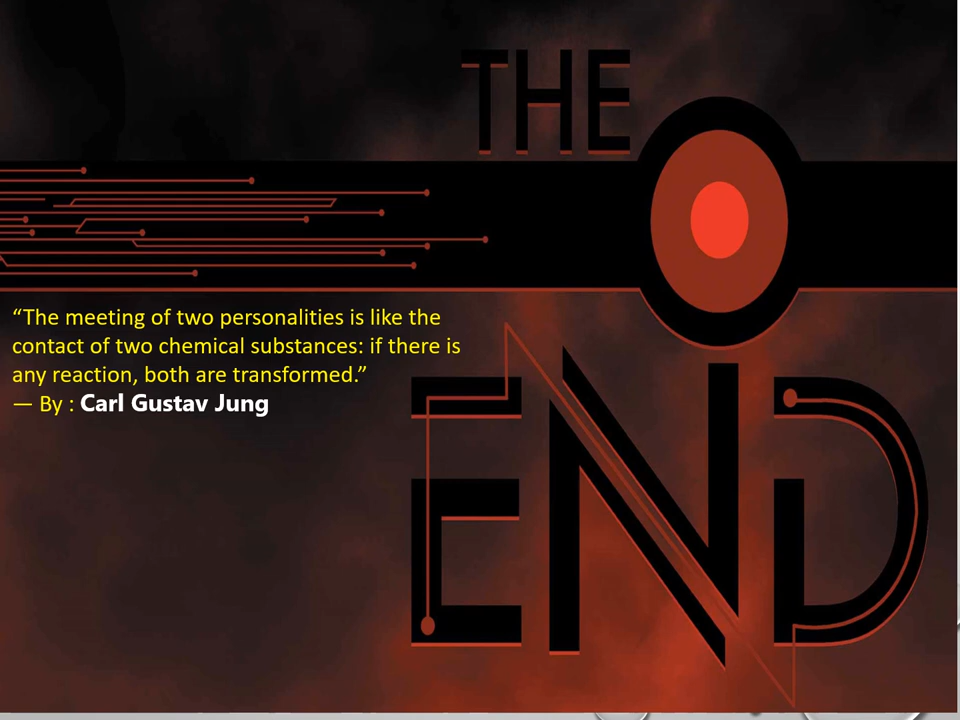 THE
“The meeting of two personalities is like the
contact of two chemical substances: if there is
any reaction, both are transformed.”
— By : Carl Gustav Jung
END